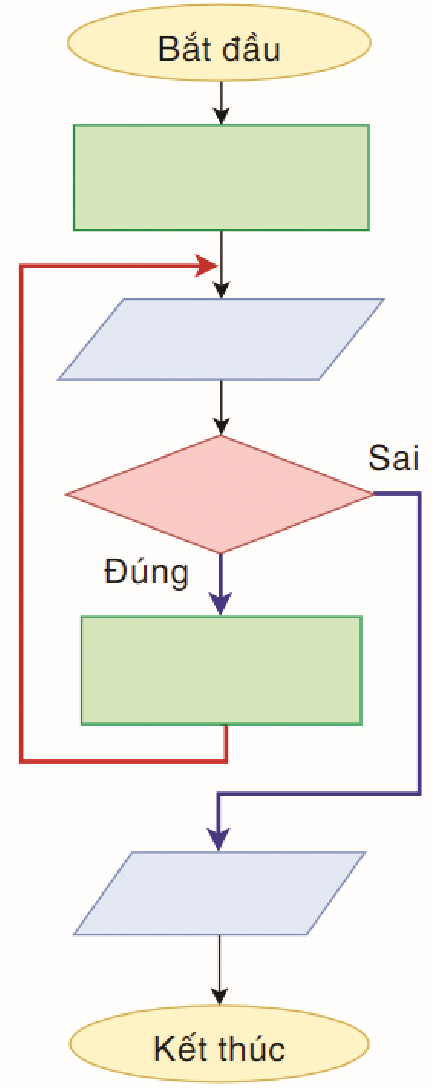 Bắt đầu
Sai
Đúng
Kết thúc